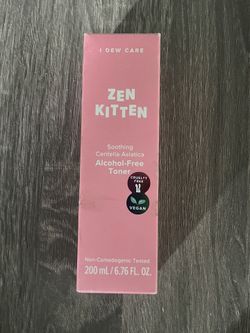 I DEW CARE
ZEN
KITTEN
Soothing
Centella Asiatica
Alcohol-Free
Toner
CRUELTY
FREE
VEGAN
Non-Comedogenic Tested
200 mL / 6.76 FL. OZ.